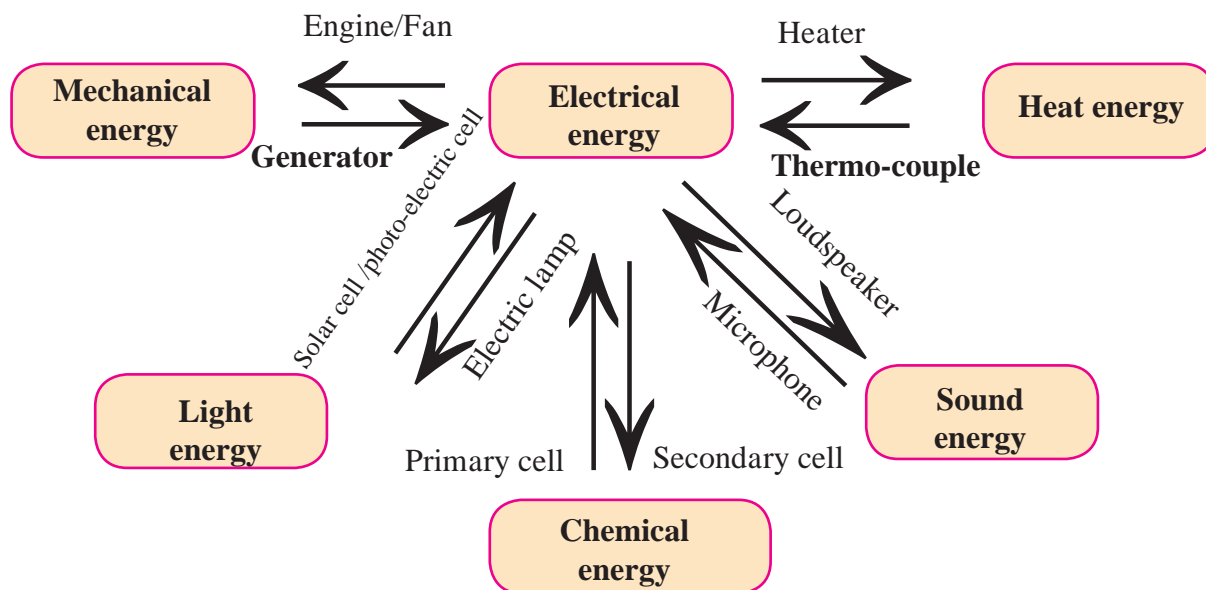 Engine/Fan
Heater
Mechanical
energy
Electrical
energy
Heat energy
Generator
Thermo-couple
Solar cell /photo-electric cell
Electric lamp
Loudspeaker
Microphone
Light
energy
Sound
energy
Primary cell
Secondary cell
Chemical
energy